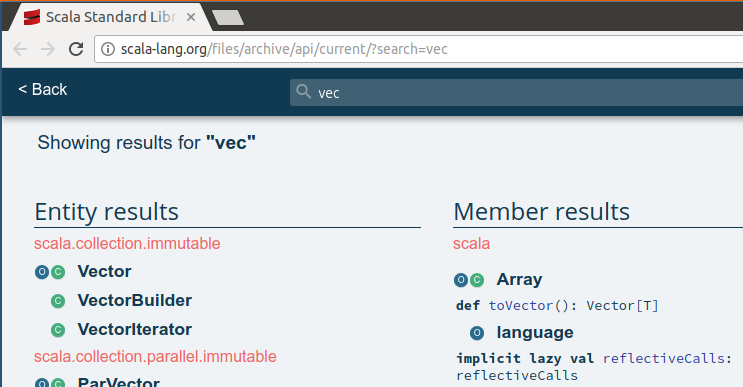 Scala Standard Libr
scala-lang.org/files/archive/api/current/?search=vec
< Back
vec
Showing results for "vec"
Entity results
scala.collection.immutable
O C Vector
C VectorBuilder
C VectorIterator
scala.collection.parallel.immutable
O C ParVector
Member results
scala
O C Array
def toVector(): Vector[T]
O language
implicit lazy val reflectiveCalls:
reflectiveCalls